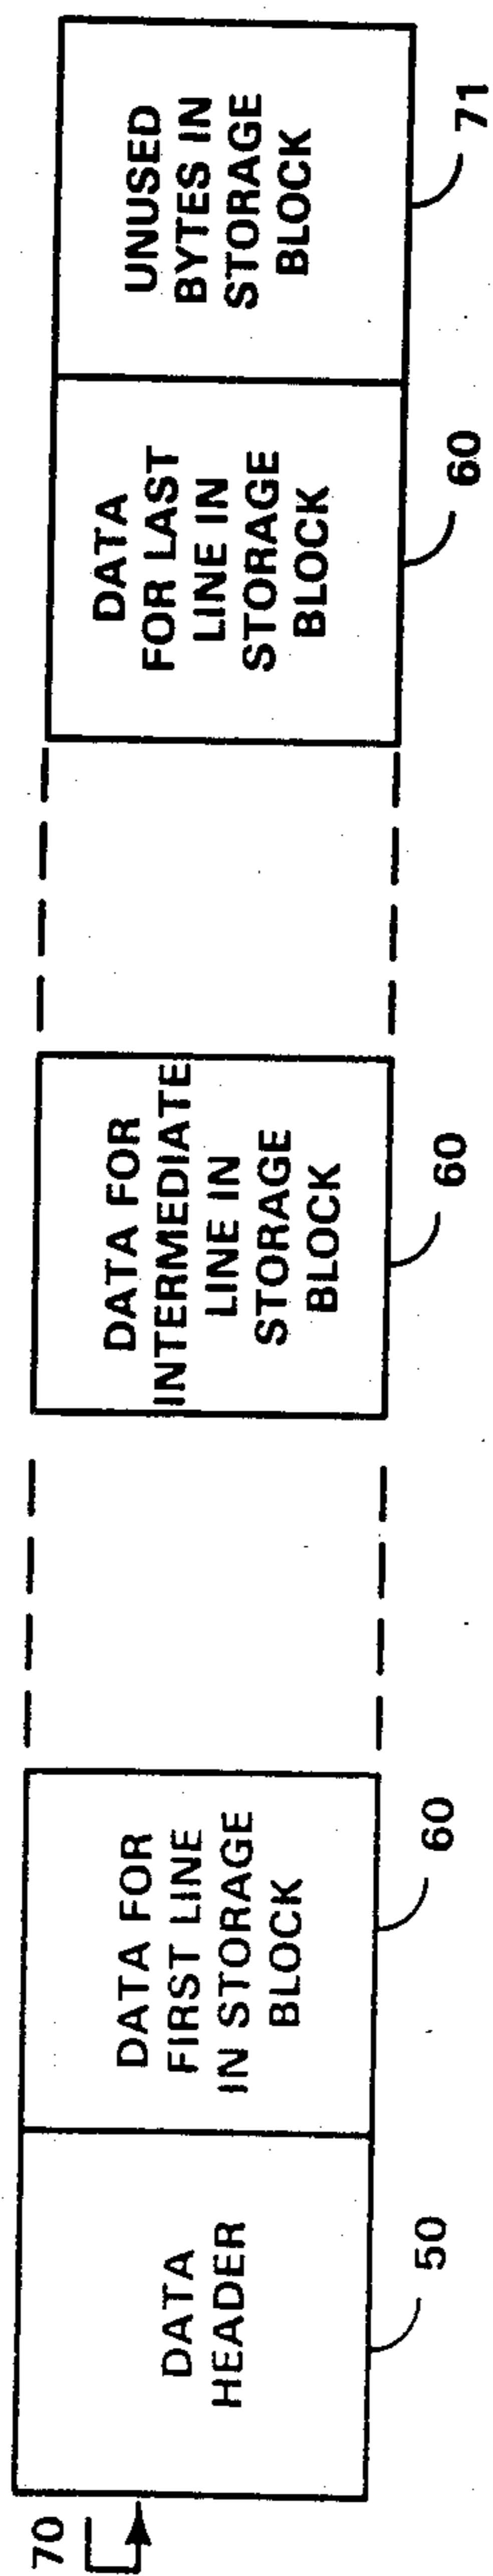 70
DATA
HEADER
50
DATA FOR
FIRST LINE
IN STORAGE
BLOCK
60
DATA FOR
INTERMEDIATE
LINE IN
STORAGE
BLOCK
60
DATA
FOR LAST
LINE IN
STORAGE
BLOCK
60
UNUSED
BYTES IN
STORAGE
BLOCK
71